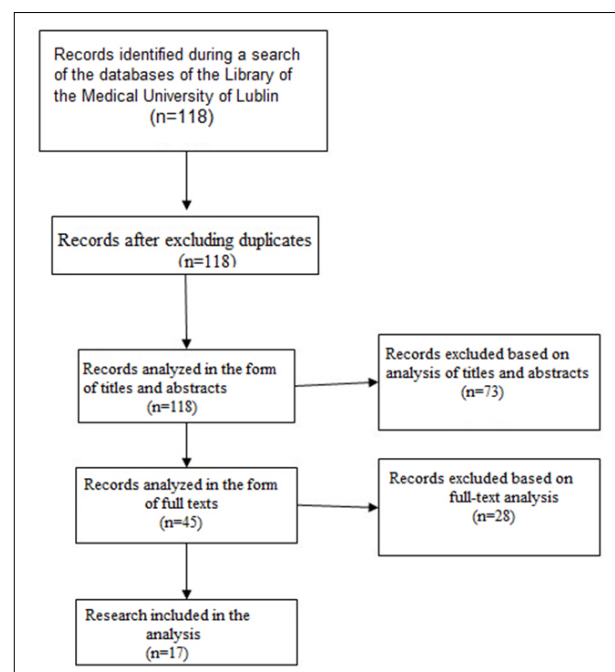 Records identified during a search
of the databases of the Library of
the Medical University of Lublin
(n=118)
Records after excluding duplicates
(n=118)
Records analyzed in the form
of titles and abstracts
(n=118)
Records excluded based on
analysis of titles and abstracts
(n=73)
Records analyzed in the form
of full texts
(n=45)
Records excluded based on
full-text analysis
(n=28)
Research included in the
analysis
(n=17)